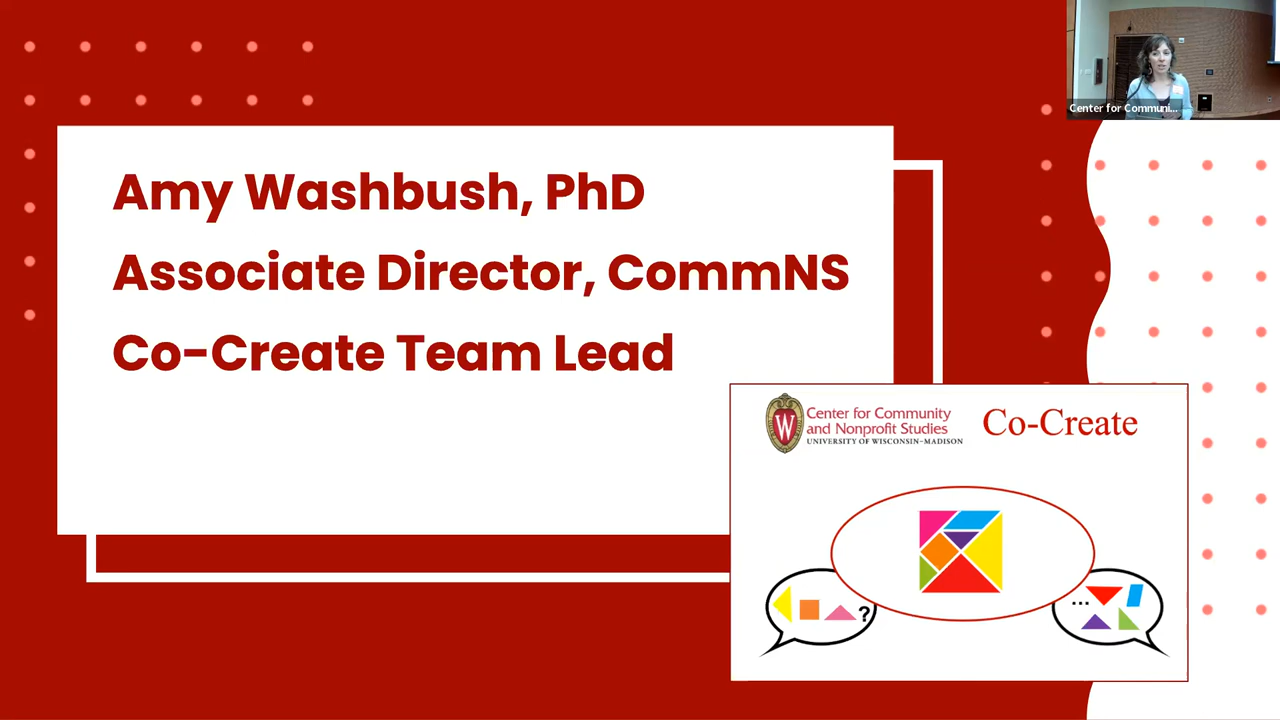 Center for Communi...
Amy Washbush, PhD
Associate Director, CommNS
Co-Create Team Lead
Center for Community
and Nonprofit Studies
UNIVERSITY OF WISCONSIN–MADISON
Co-Create
W
?
...